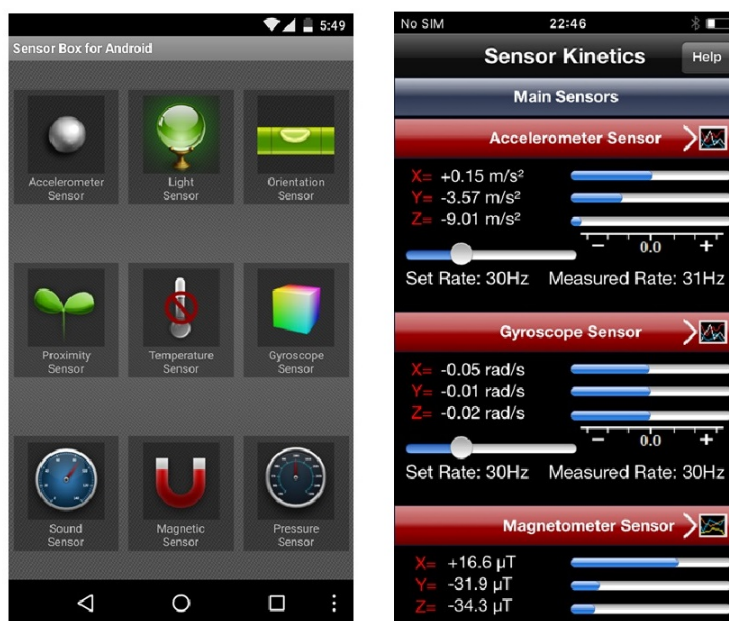 5:49
Sensor Box for Android
Accelerometer
Sensor
Light
Sensor
Orientation
Sensor
Proximity
Sensor
Temperature
Sensor
Gyroscope
Sensor
Sound
Sensor
Magnetic
Sensor
Pressure
Sensor
No SIM 22:46
Sensor Kinetics Help
Main Sensors
Accelerometer Sensor
X= +0.15 m/s²
Y= -3.57 m/s²
Z= -9.01 m/s²
− 0.0 +
Set Rate: 30Hz Measured Rate: 31Hz
Gyroscope Sensor
X= -0.05 rad/s
Y= -0.01 rad/s
Z= -0.02 rad/s
− 0.0 +
Set Rate: 30Hz Measured Rate: 30Hz
Magnetometer Sensor
X= +16.6 µT
Y= -31.9 µT
Z= -34.3 µT